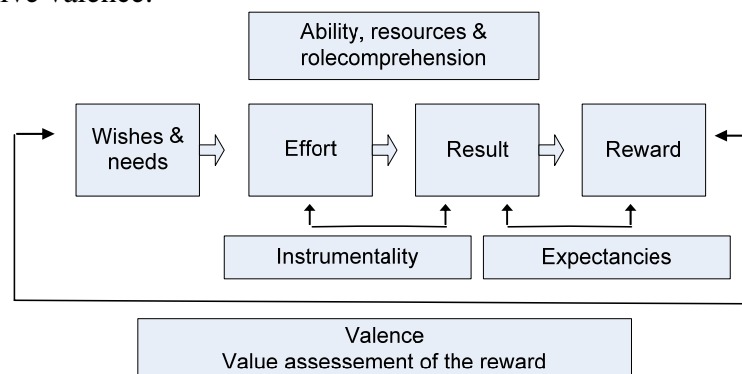 ive valence.
Ability, resources &
rolecomprehension
Wishes &
needs
Effort
Result
Reward
Instrumentality
Expectancies
Valence
Value assessement of the reward